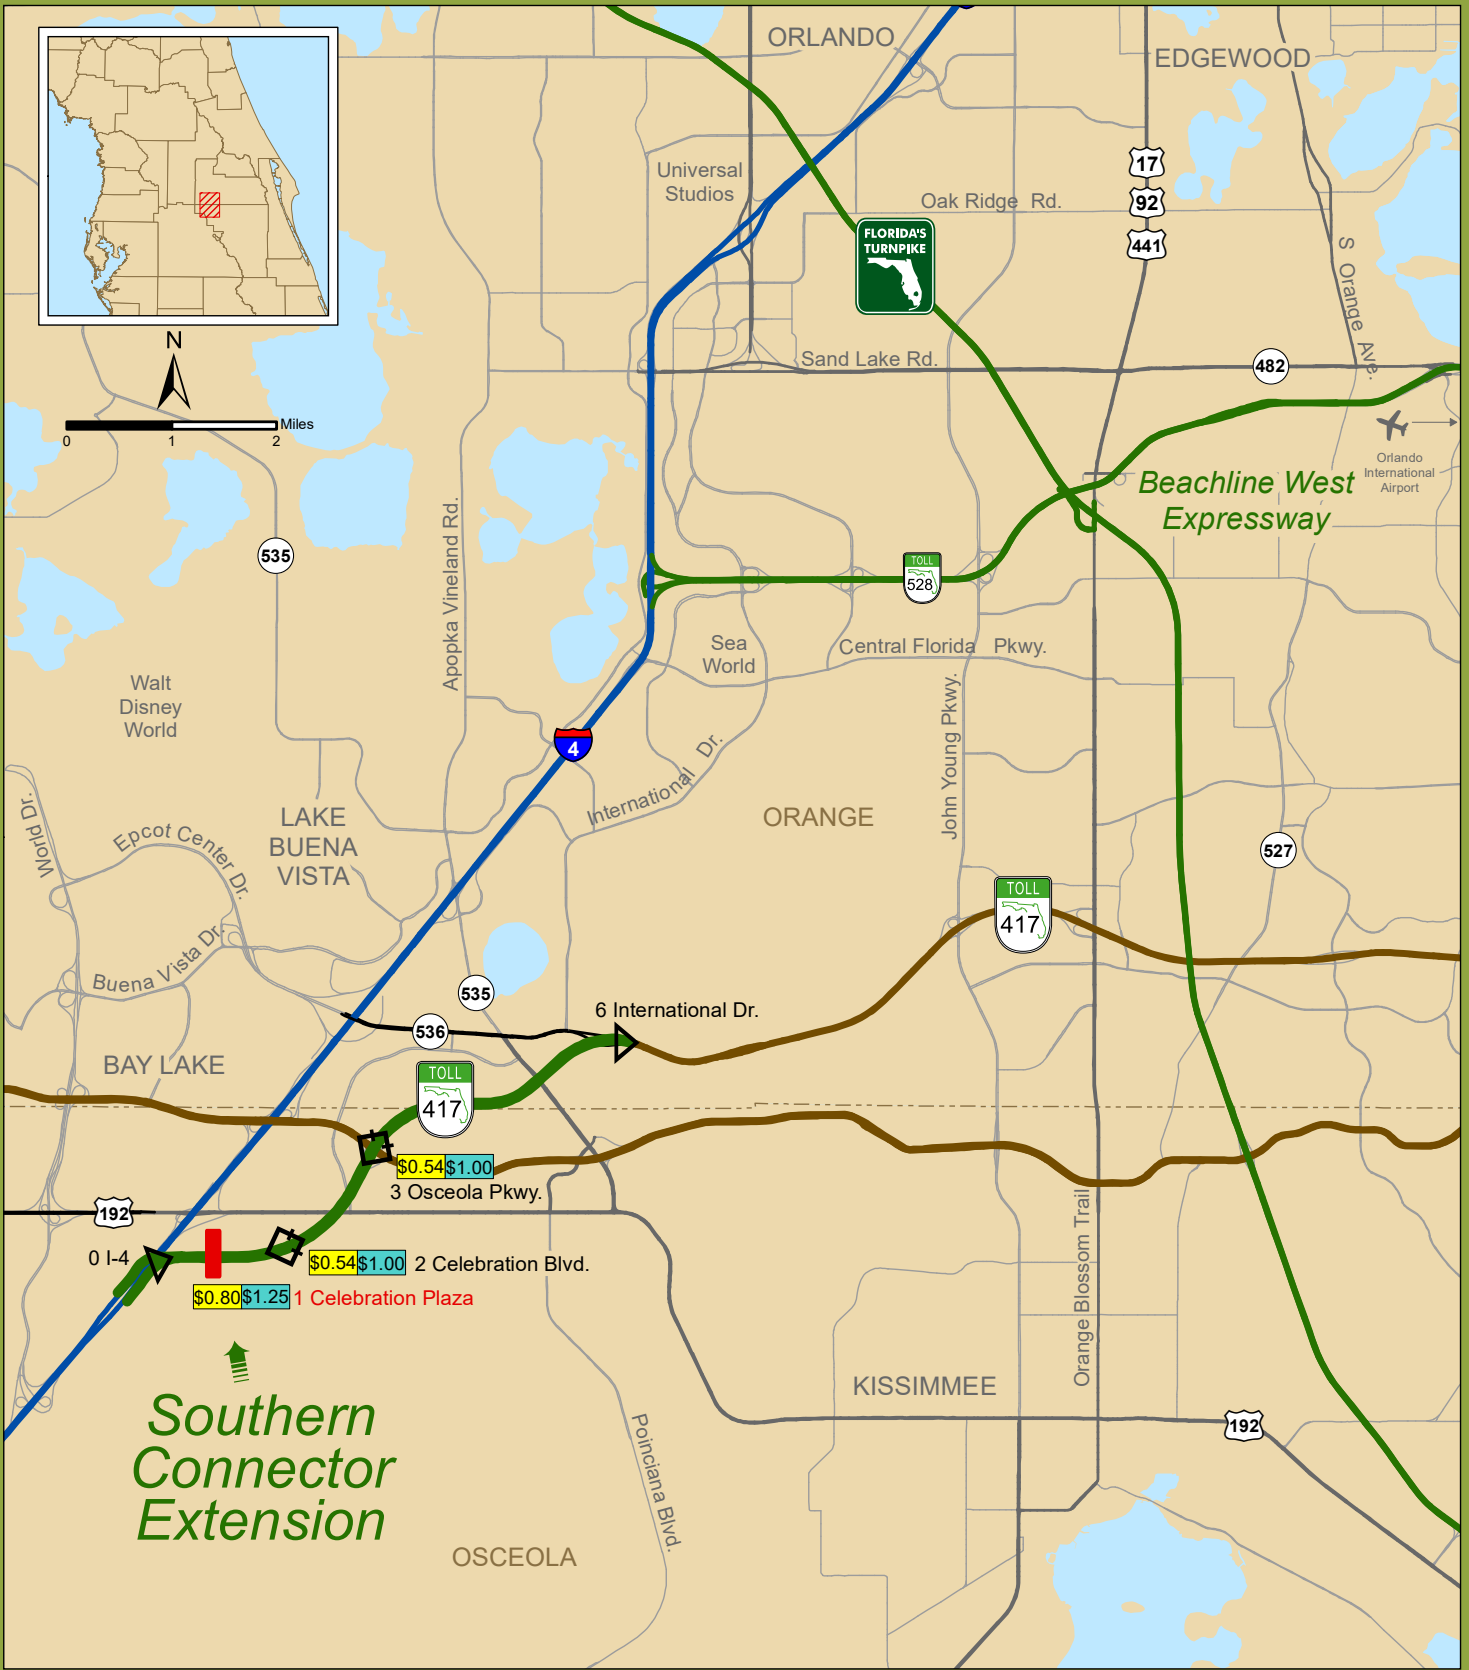 ORLANDO
EDGEWOOD
Universal
Studios
17
92
441
Oak Ridge Rd.
FLORIDA'S
TURNPIKE
S Orange Ave.
N
Miles
0 1 2
Sand Lake Rd.
482
Orlando
International
Airport
Beachline West
Expressway
535
Apopka Vineland Rd.
TOLL
528
Sea
World
Central Florida Pkwy.
Walt
Disney
World
4
International Dr.
John Young Pkwy.
World Dr.
Epcot Center Dr.
LAKE
BUENA
VISTA
ORANGE
527
TOLL
417
Buena Vista Dr.
535
6 International Dr.
536
BAY LAKE
TOLL
417
$0.54 $1.00
3 Osceola Pkwy.
192
0 I-4
$0.54 $1.00 2 Celebration Blvd.
$0.80 $1.25 1 Celebration Plaza
Orange Blossom Trail
KISSIMMEE
192
Southern
Connector
Extension
Poinciana Blvd.
OSCEOLA